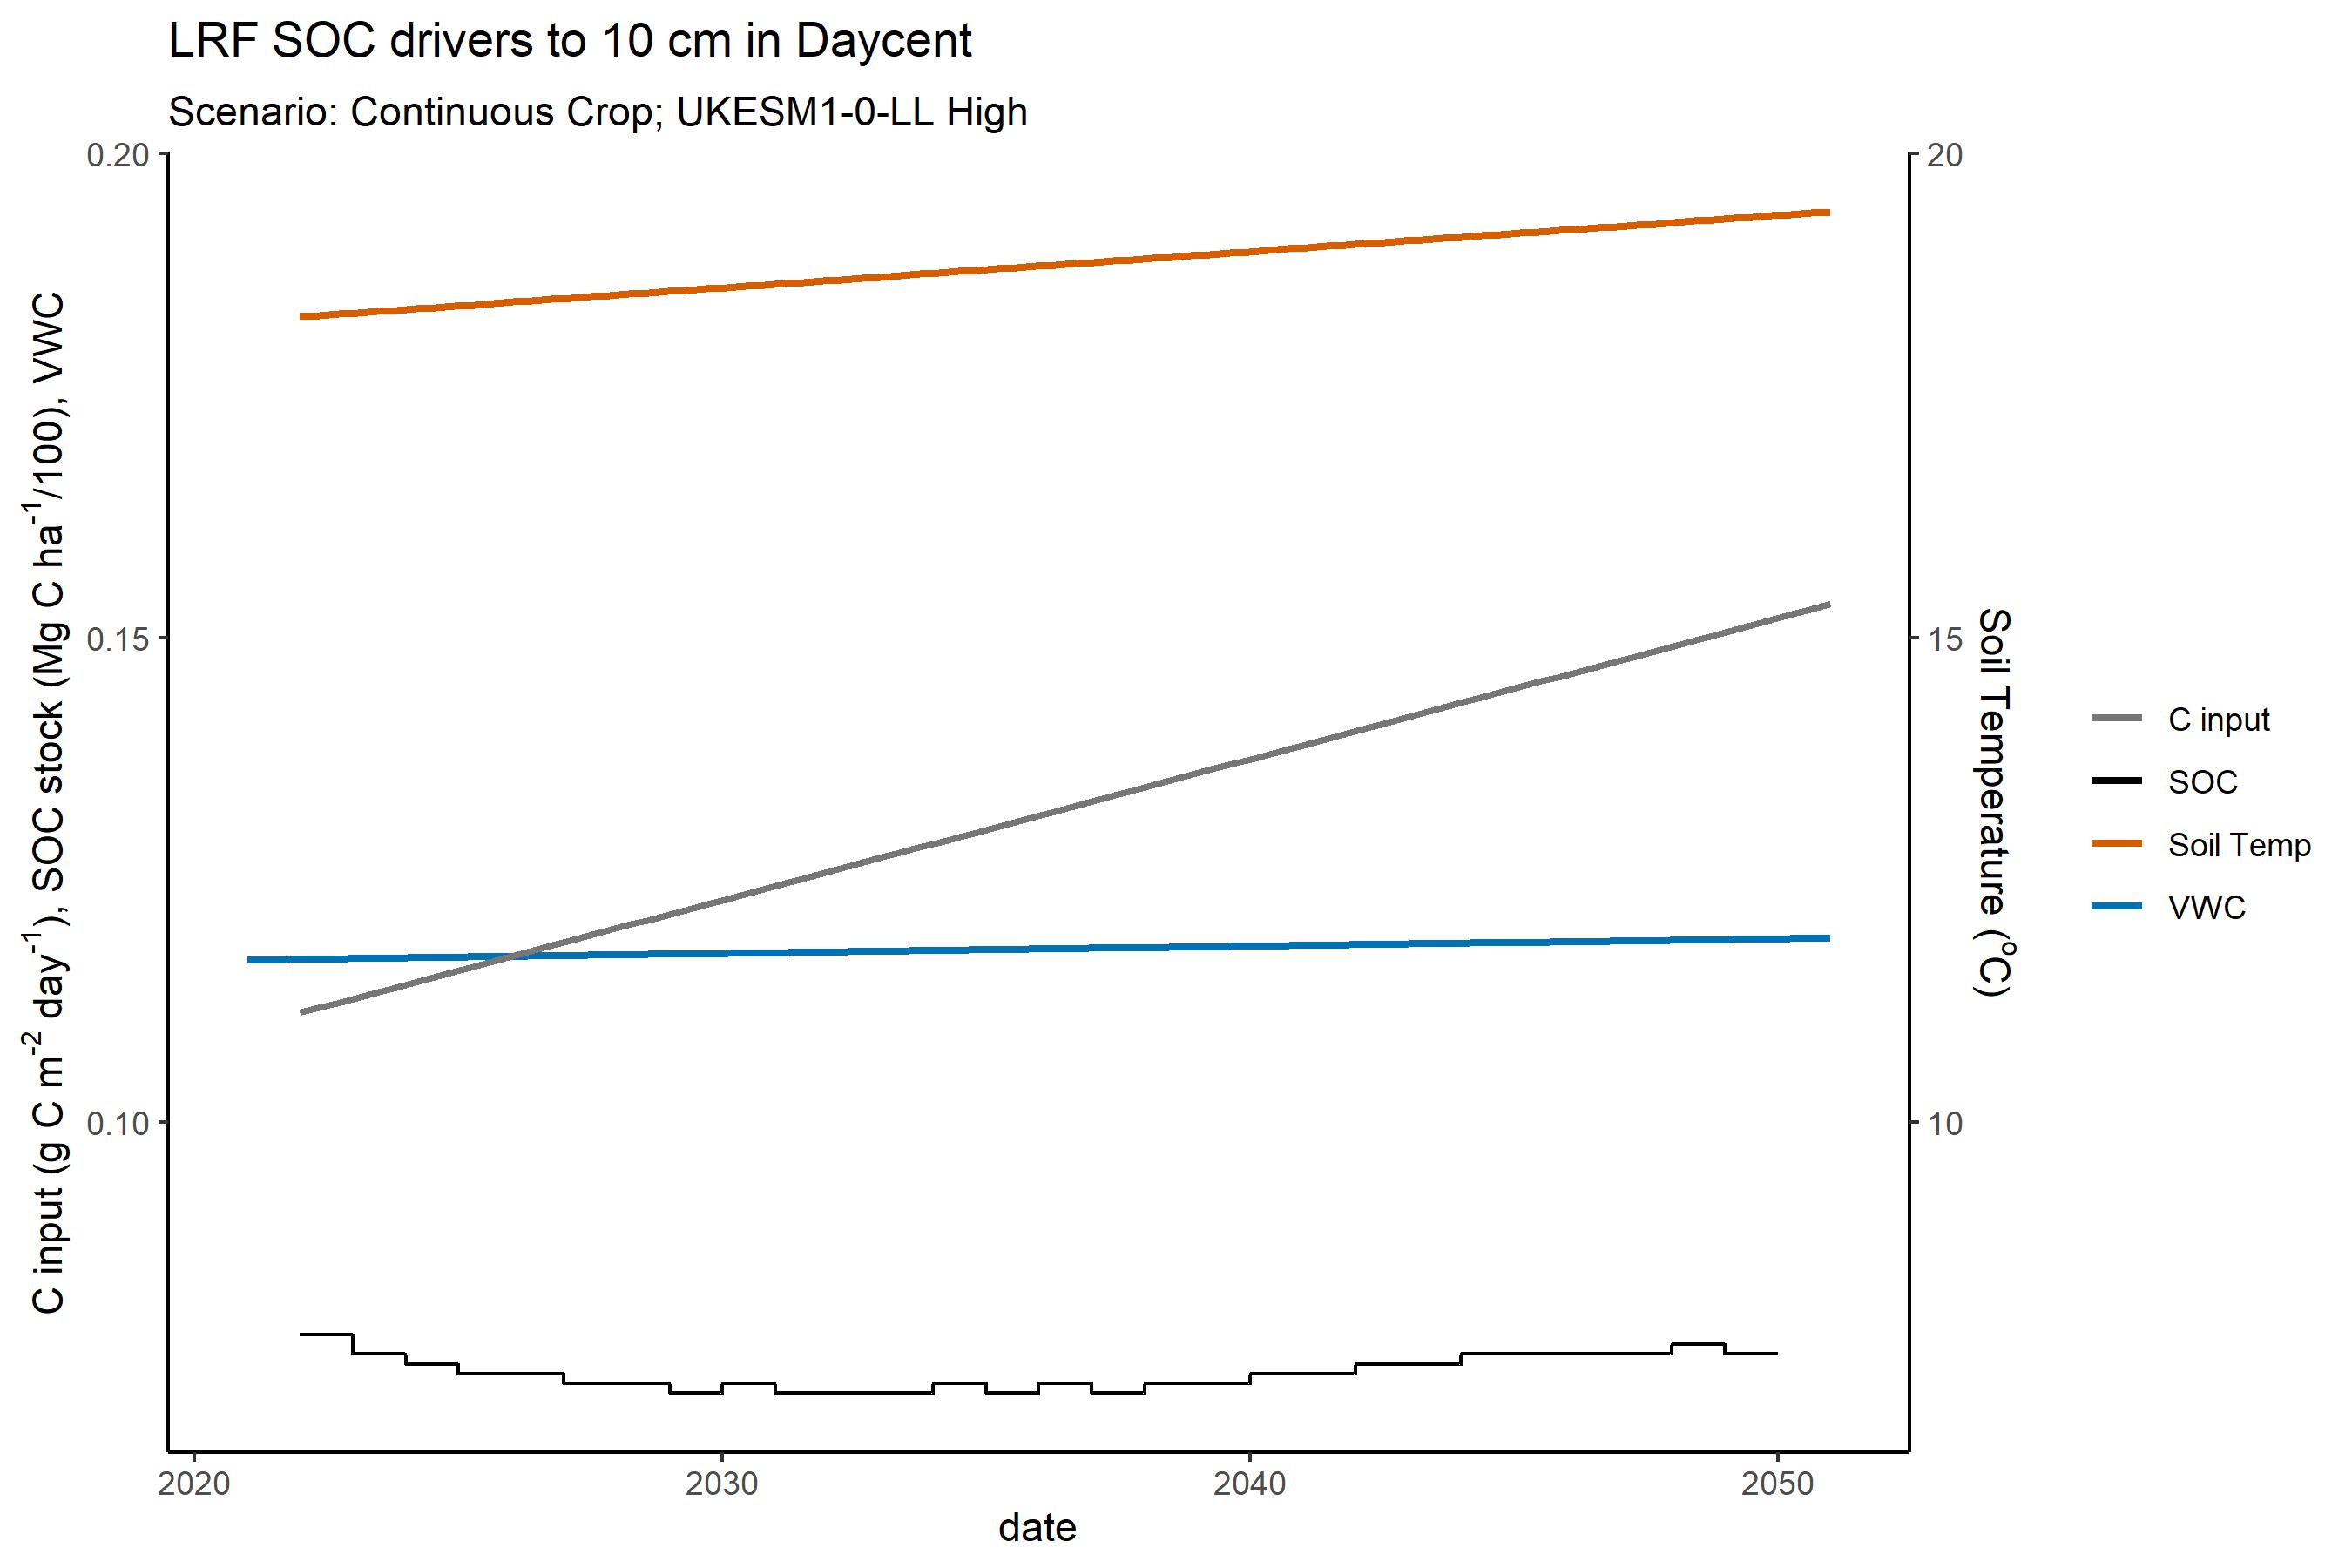 LRF SOC drivers to 10 cm in Daycent
Scenario: Continuous Crop; UKESM1-0-LL High
C input (g C m⁻² day⁻¹), SOC stock (Mg C ha⁻¹/100), VWC
0.20
0.15
0.10
20
15
10
Soil Temperature (°C)
C input
SOC
Soil Temp
VWC
2020 2030 2040 2050
date